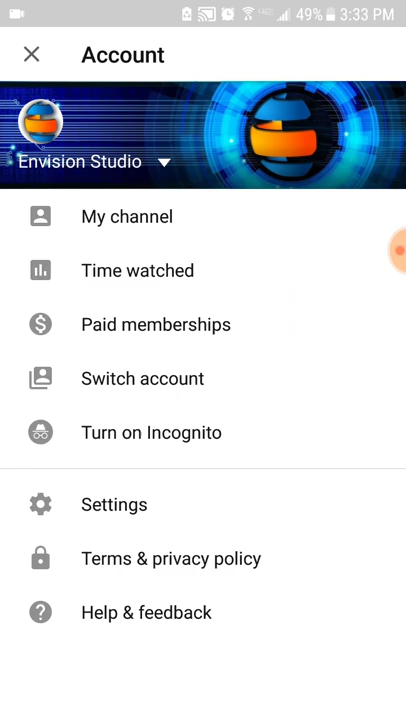 49% 3:33 PM
Account
Envision Studio
My channel
Time watched
Paid memberships
Switch account
Turn on Incognito
Settings
Terms & privacy policy
Help & feedback